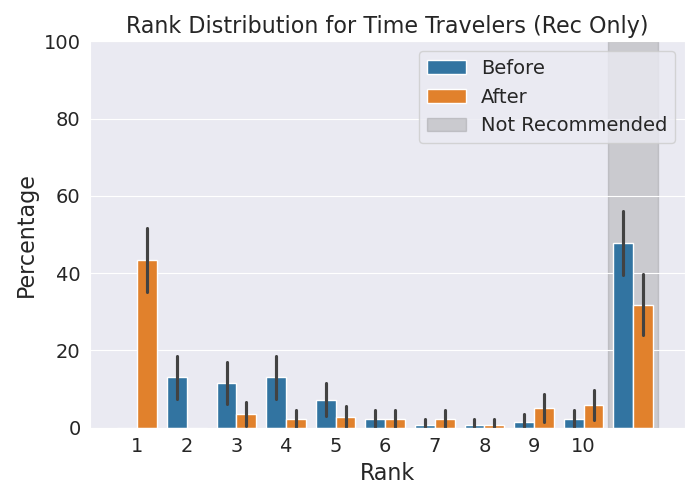 Rank Distribution for Time Travelers (Rec Only)
100
80
60
40
20
0
Percentage
Before
After
Not Recommended
1 2 3 4 5 6 7 8 9 10
Rank